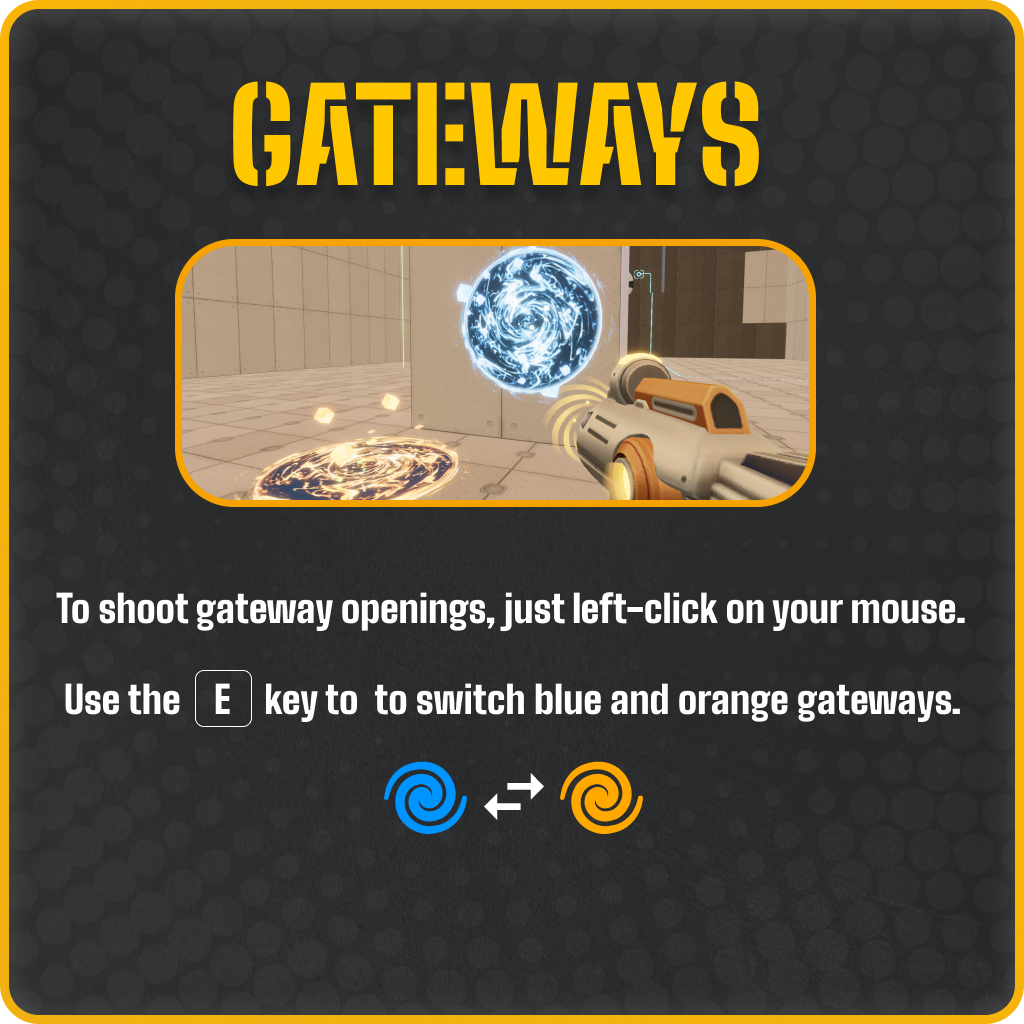 GATEWAYS
To shoot gateway openings, just left-click on your mouse.
Use the E key to to switch blue and orange gateways.